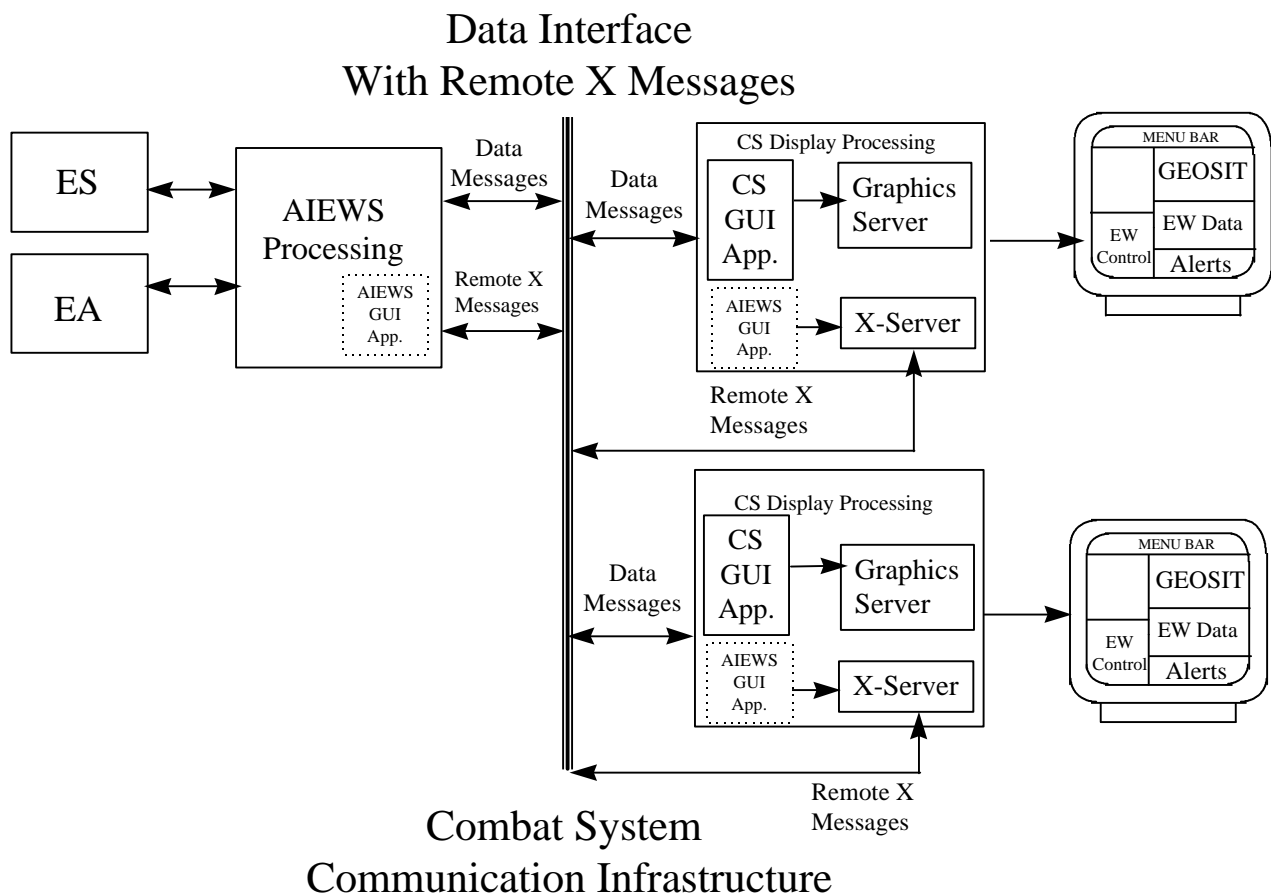 Data Interface
With Remote X Messages
ES
EA
AIEWS
Processing
AIEWS
GUI
App.
Data
Messages
Remote X
Messages
Data
Messages
CS Display Processing
CS
GUI
App.
Graphics
Server
AIEWS
GUI
App.
X-Server
Remote X
Messages
MENU BAR
GEOSIT
EW Data
EW
Control
Alerts
Data
Messages
CS Display Processing
CS
GUI
App.
Graphics
Server
AIEWS
GUI
App.
X-Server
Remote X
Messages
MENU BAR
GEOSIT
EW Data
EW
Control
Alerts
Combat System
Communication Infrastructure